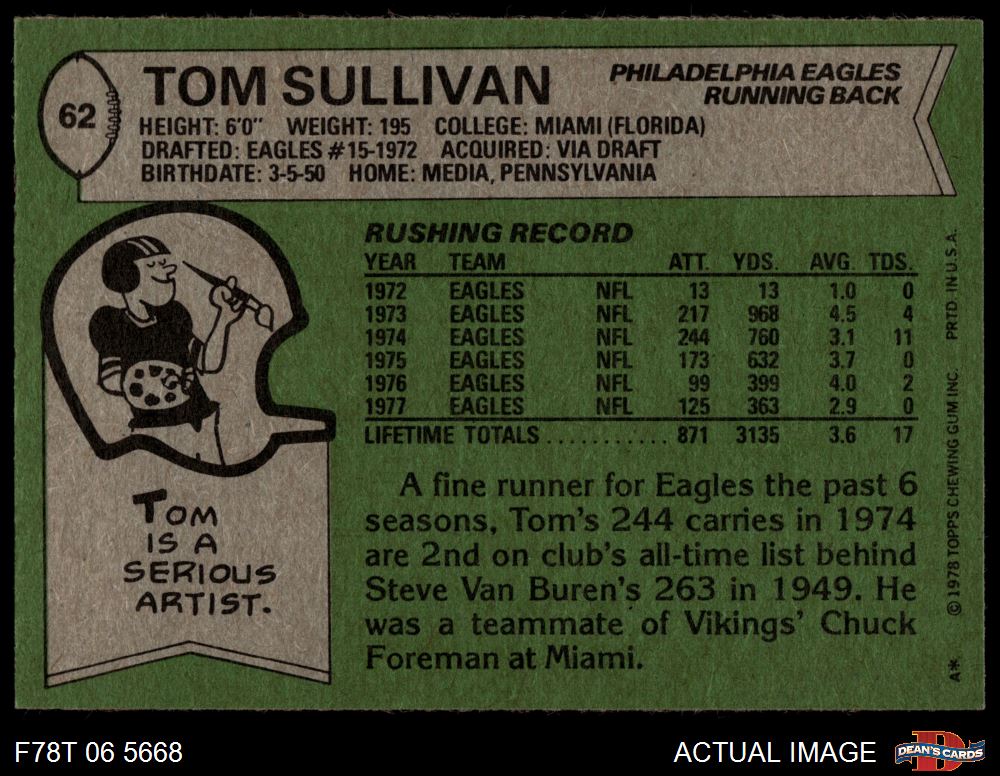 62
TOM SULLIVAN
PHILADELPHIA EAGLES
RUNNING BACK
HEIGHT: 6'0" WEIGHT: 195 COLLEGE: MIAMI (FLORIDA)
DRAFTED: EAGLES #15-1972 ACQUIRED: VIA DRAFT
BIRTHDATE: 3-5-50 HOME: MEDIA, PENNSYLVANIA
RUSHING RECORD
YEAR TEAM ATT. YDS. AVG. TDS.
1972 EAGLES NFL 13 13 1.0 0
1973 EAGLES NFL 217 968 4.5 4
1974 EAGLES NFL 244 760 3.1 11
1975 EAGLES NFL 173 632 3.7 0
1976 EAGLES NFL 99 399 4.0 2
1977 EAGLES NFL 125 363 2.9 0
LIFETIME TOTALS ........... 871 3135 3.6 17
A fine runner for Eagles the past 6
seasons, Tom's 244 carries in 1974
are 2nd on club's all-time list behind
Steve Van Buren's 263 in 1949. He
was a teammate of Vikings' Chuck
Foreman at Miami.
TOM
IS A
SERIOUS
ARTIST.
A* © 1978 TOPPS CHEWING GUM INC. PRTD. IN U.S.A.
F78T 06 5668
ACTUAL IMAGE
DEAN'S CARDS